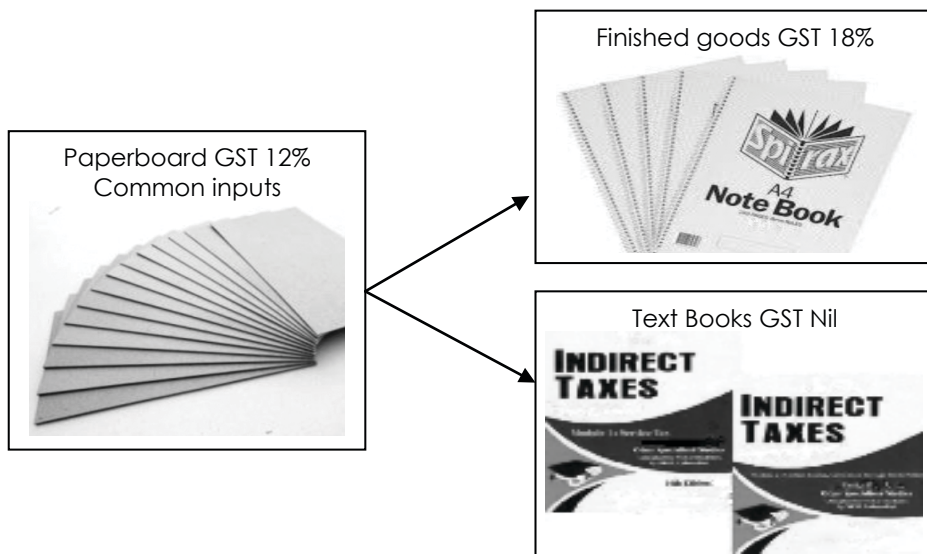 Paperboard GST 12%
Common inputs
Finished goods GST 18%
Spirax
A4
Note Book
Text Books GST Nil
INDIRECT
TAXES
INDIRECT
TAXES